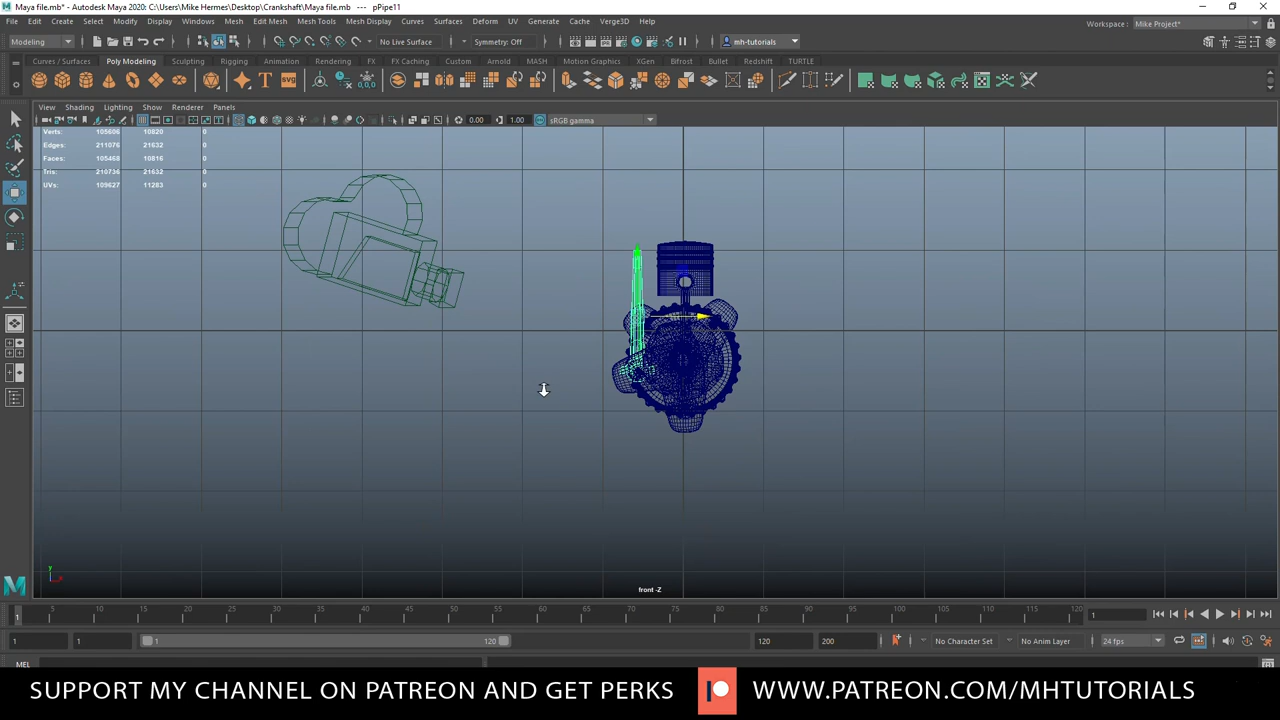 Maya file.mb* - Autodesk Maya 2020: C:\Users\Mike Hermes\Desktop\Crankshaft\Maya file.mb --- pPipe11
File Edit Create Select Modify Display Windows Mesh Edit Mesh Mesh Tools Mesh Display Curves Surfaces Deform UV Generate Cache Verge3D Help
Workspace: Mike Project*
Modeling No Live Surface Symmetry: Off mh-tutorials
Curves / Surfaces Poly Modeling Sculpting Rigging Animation Rendering FX FX Caching Custom Arnold MASH Motion Graphics XGen Bifrost Bullet Redshift TURTLE
View Shading Lighting Show Renderer Panels
0.00 1.00 sRGB gamma
Verts: 105606 10820 0
Edges: 211076 21632 0
Faces: 105468 10816 0
Tris: 210736 21632 0
UVs: 109627 11283 0
front -Z
5 10 15 20 25 30 35 40 45 50 55 60 65 70 75 80 85 90 95 100 105 110 115 120
1 1
1 1 1 120 120 200 No Character Set No Anim Layer 24 fps
MEL
SUPPORT MY CHANNEL ON PATREON AND GET PERKS WWW.PATREON.COM/MHTUTORIALS